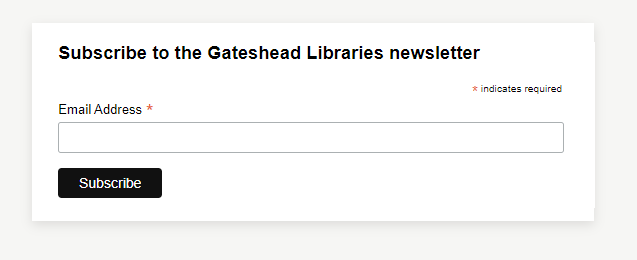 Subscribe to the Gateshead Libraries newsletter
* indicates required
Email Address *
Subscribe